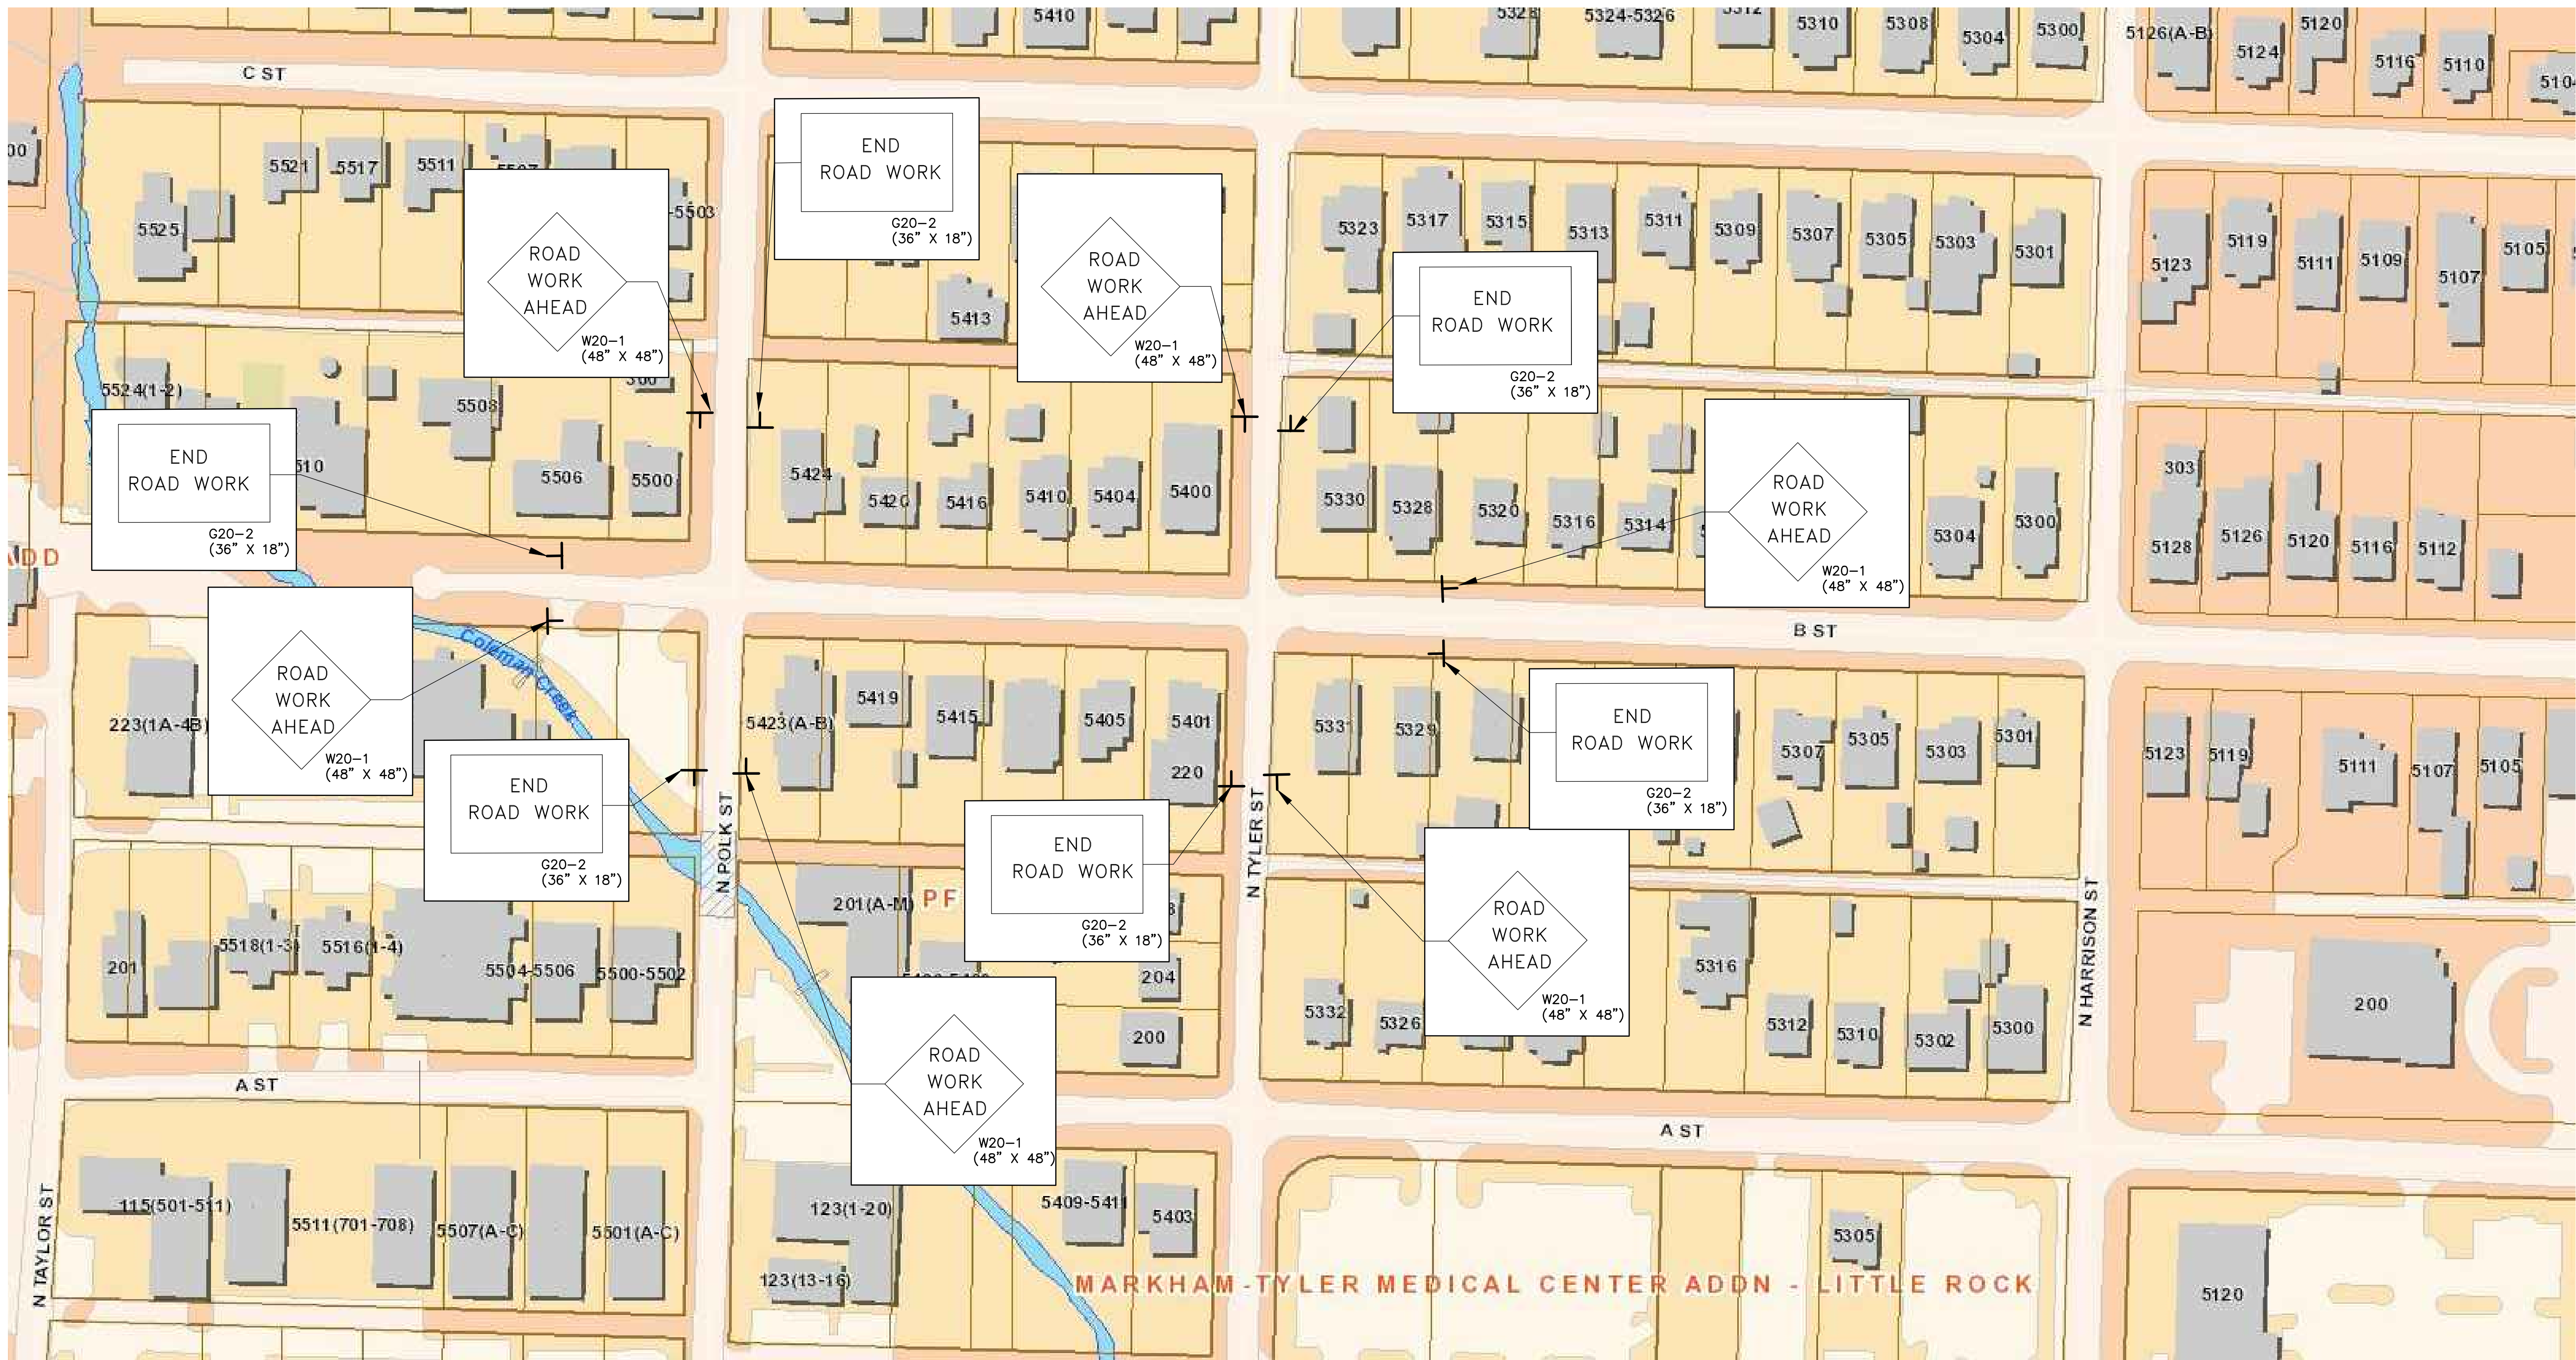 5410
5324-5326
5310
5308
5304
5300
5126(A-B)
5124
5120
5116
5110
C ST
END
ROAD WORK
G20-2
(36" X 18")
5521
5517
5511
5525
-5503
ROAD
WORK
AHEAD
W20-1
(48" X 48")
ROAD
WORK
AHEAD
W20-1
(48" X 48")
5413
5323
5317
5315
5313
5311
5309
5307
5305
5303
5301
END
ROAD WORK
G20-2
(36" X 18")
5123
5119
5111
5109
5107
5105
5524(1-2)
END
ROAD WORK
G20-2
(36" X 18")
510
5508
5506
5500
5424
5420
5416
5410
5404
5400
5330
5328
5320
5316
5314
ROAD
WORK
AHEAD
W20-1
(48" X 48")
5304
5300
303
5128
5126
5120
5116
5112
ADD
B ST
Coleman Creek
223(1A-4B)
ROAD
WORK
AHEAD
W20-1
(48" X 48")
END
ROAD WORK
G20-2
(36" X 18")
N POLK ST
5423(A-B)
5419
5415
5405
5401
220
END
ROAD WORK
G20-2
(36" X 18")
N TYLER ST
5331
5329
END
ROAD WORK
G20-2
(36" X 18")
5307
5305
5303
5301
5123
5119
5111
5107
5105
201
5518(1-3)
5516(1-4)
5504-5506
5500-5502
201(A-M)
PF
204
200
ROAD
WORK
AHEAD
W20-1
(48" X 48")
ROAD
WORK
AHEAD
W20-1
(48" X 48")
5332
5326
5316
5312
5310
5302
5300
N HARRISON ST
200
A ST
A ST
N TAYLOR ST
115(501-511)
5511(701-708)
5507(A-C)
5501(A-C)
123(1-20)
123(13-16)
5409-5411
5403
5305
5120
MARKHAM-TYLER MEDICAL CENTER ADDN - LITTLE ROCK